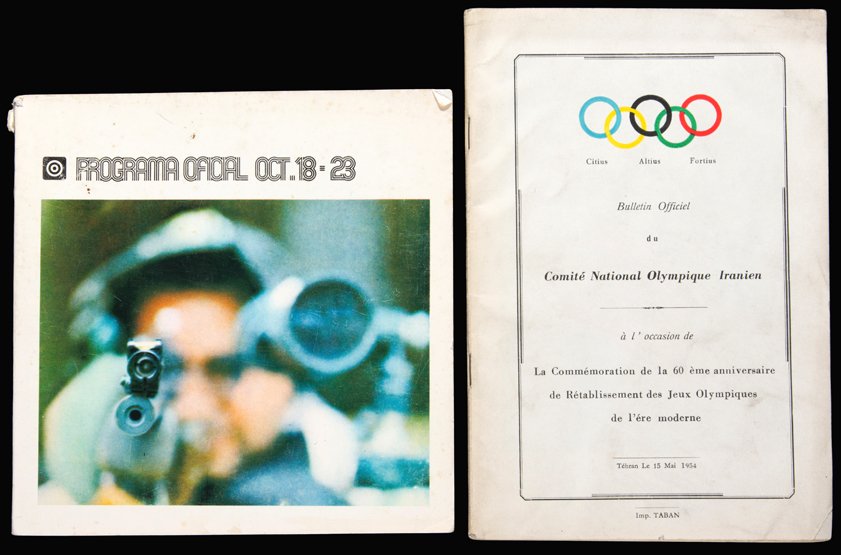 PROGRAMA OFICIAL OCT. 18 = 23
Citius Altius Fortius
Bulletin Officiel
du
Comité National Olympique Iranien
à l' occasion de
La Commémoration de la 60 ème anniversaire
de Rétablissement des Jeux Olympiques
de l'ére moderne
Téhran Le 15 Mai 1954
Imp. TABAN